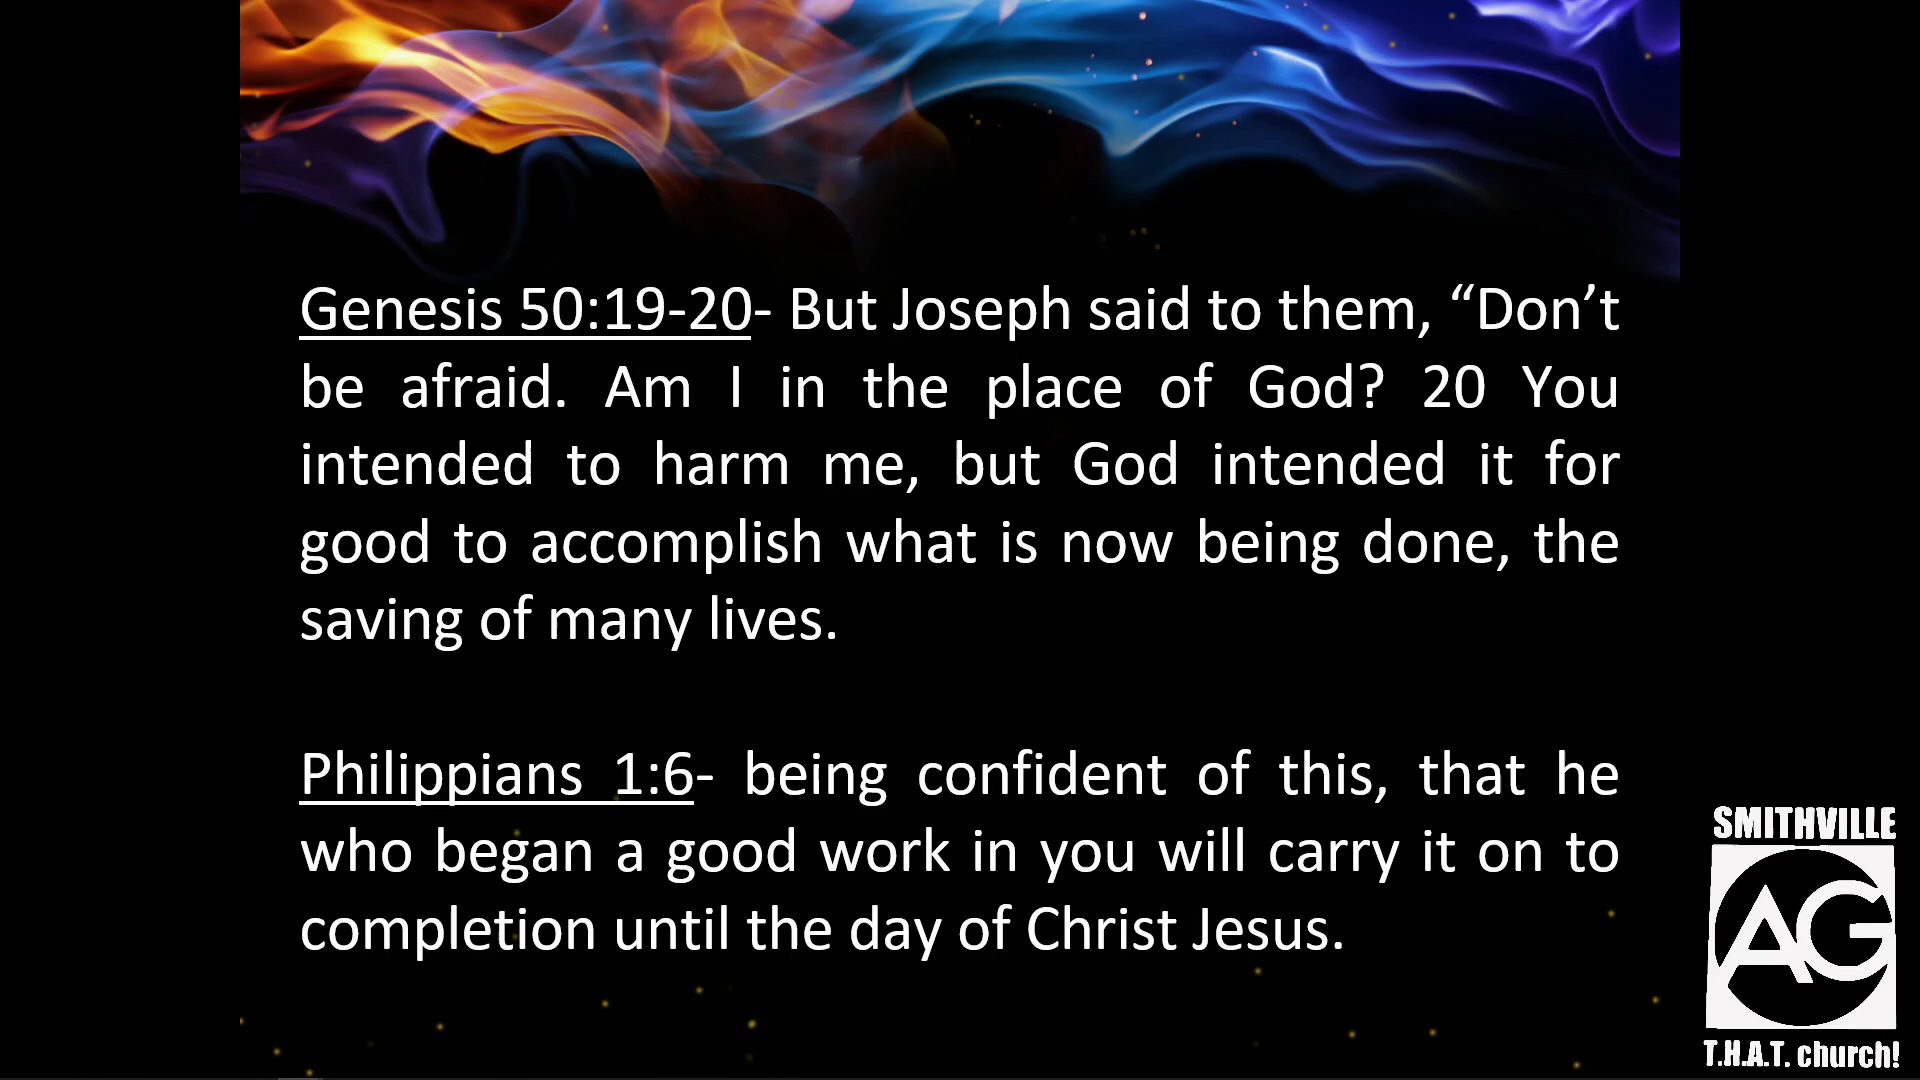 Genesis 50:19-20- But Joseph said to them, “Don’t
be afraid. Am I in the place of God? 20 You
intended to harm me, but God intended it for
good to accomplish what is now being done, the
saving of many lives.
Philippians 1:6- being confident of this, that he
who began a good work in you will carry it on to
completion until the day of Christ Jesus.
SMITHVILLE
AG
T.H.A.T. church!